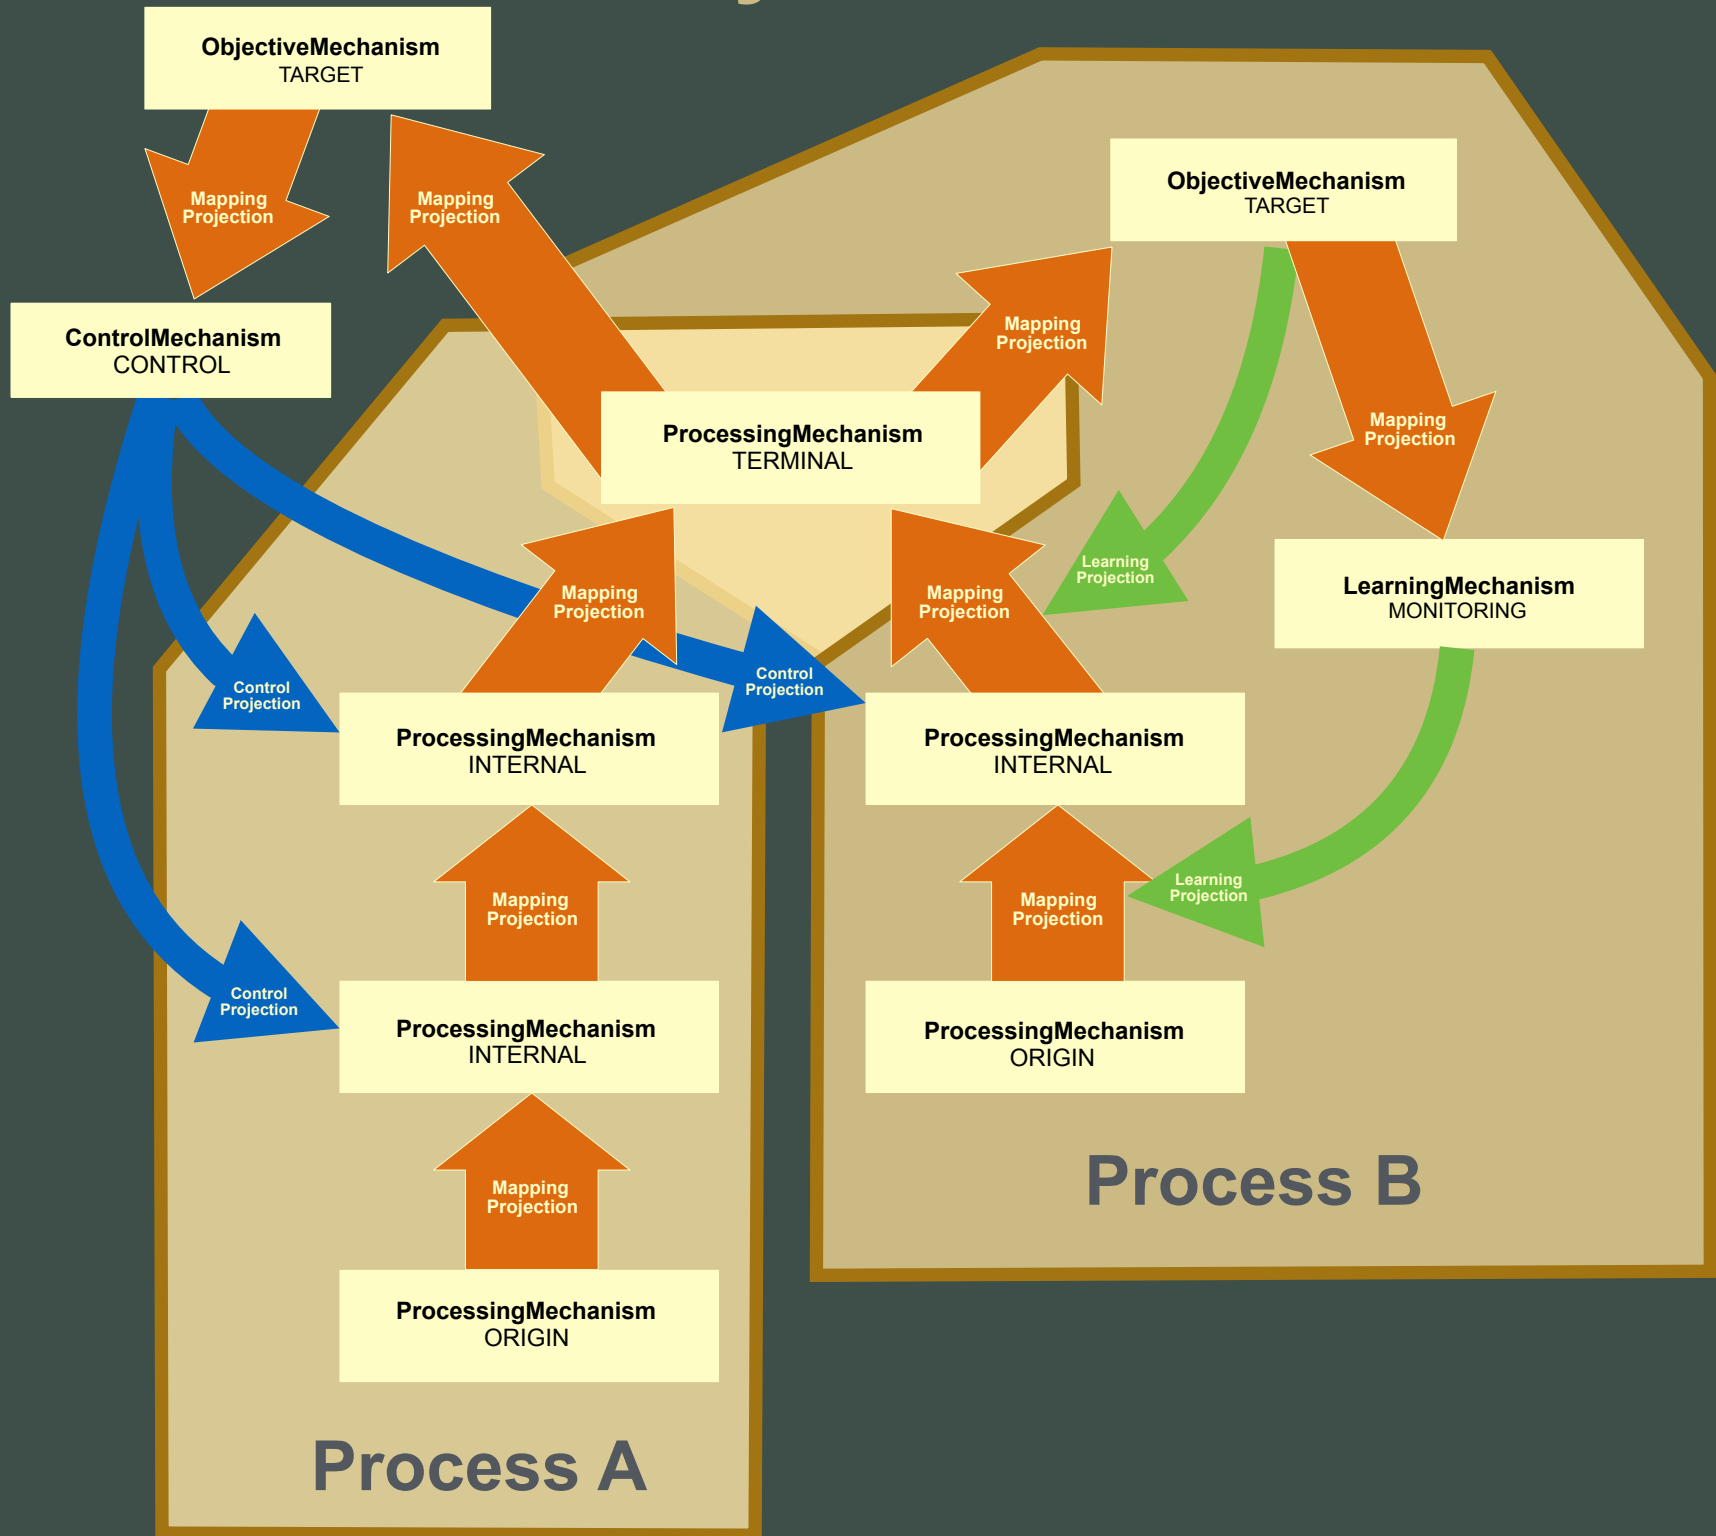 ObjectiveMechanism
TARGET
Mapping
Projection
Mapping
Projection
ObjectiveMechanism
TARGET
ControlMechanism
CONTROL
Mapping
Projection
ProcessingMechanism
TERMINAL
Mapping
Projection
Mapping
Projection
Mapping
Projection
Learning
Projection
LearningMechanism
MONITORING
Control
Projection
Control
Projection
ProcessingMechanism
INTERNAL
ProcessingMechanism
INTERNAL
Mapping
Projection
Mapping
Projection
Learning
Projection
Control
Projection
ProcessingMechanism
INTERNAL
ProcessingMechanism
ORIGIN
Mapping
Projection
Process B
ProcessingMechanism
ORIGIN
Process A